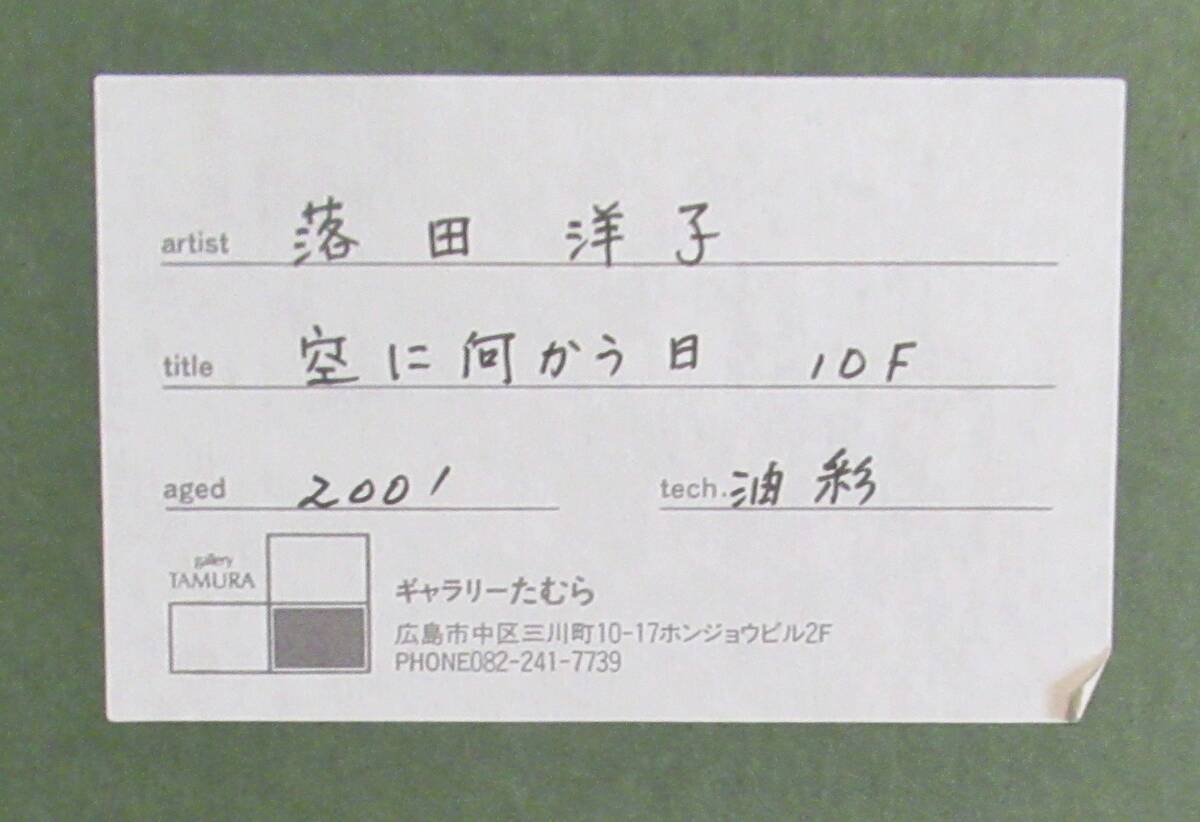 artist 落田 洋子
title 空に何かう日 10F
aged 2001 tech. 油彩
gallery
TAMURA
ギャラリーたむら
広島市中区三川町10-17ホンジョウビル2F
PHONE082-241-7739